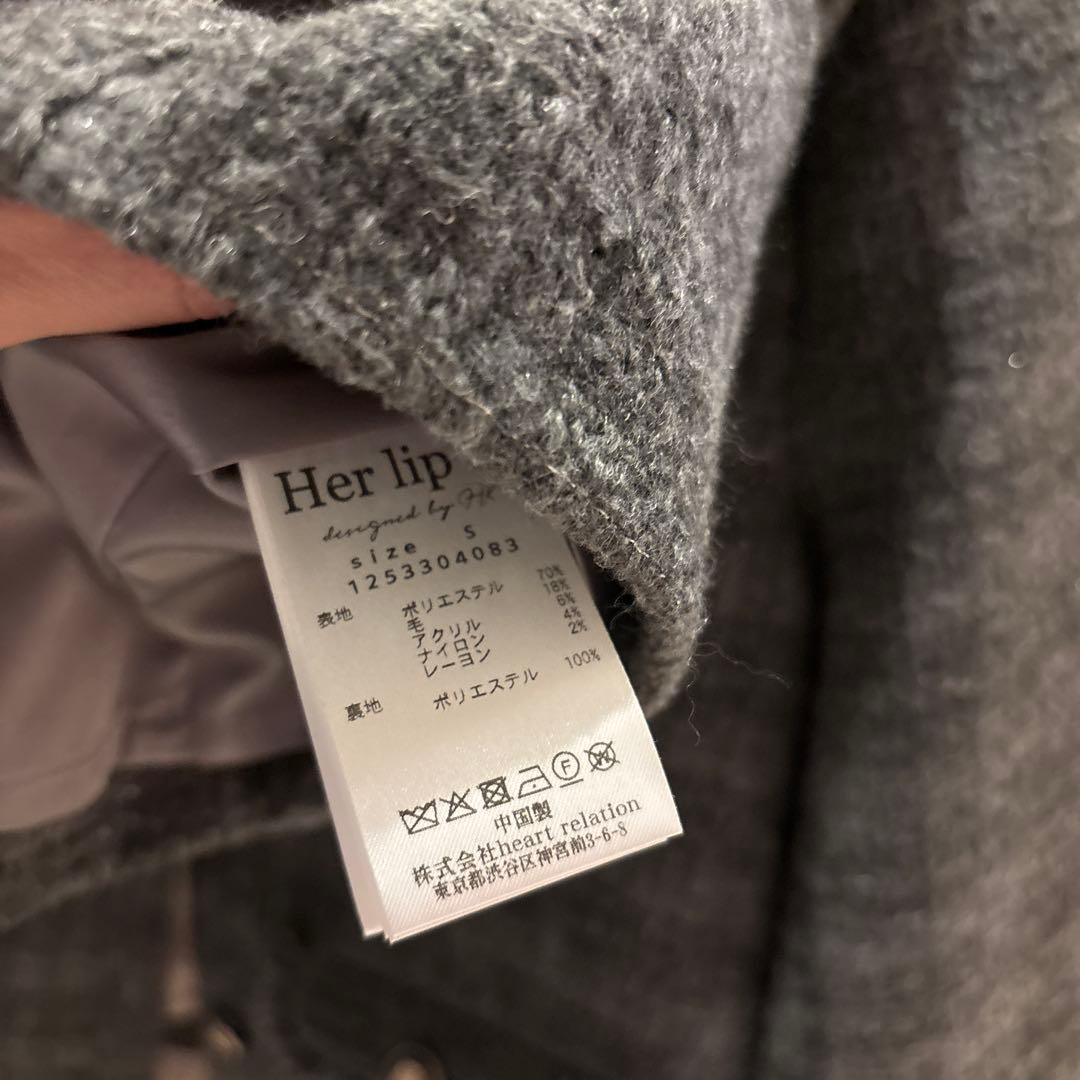 Her lip
designed by
size S
1253304083
表地 ポリエステル 70%
毛 18%
アクリル 6%
ナイロン 4%
レーヨン 2%
裏地 ポリエステル 100%
F W
中国製
株式会社heart relation
東京都渋谷区神宮前3-6-8